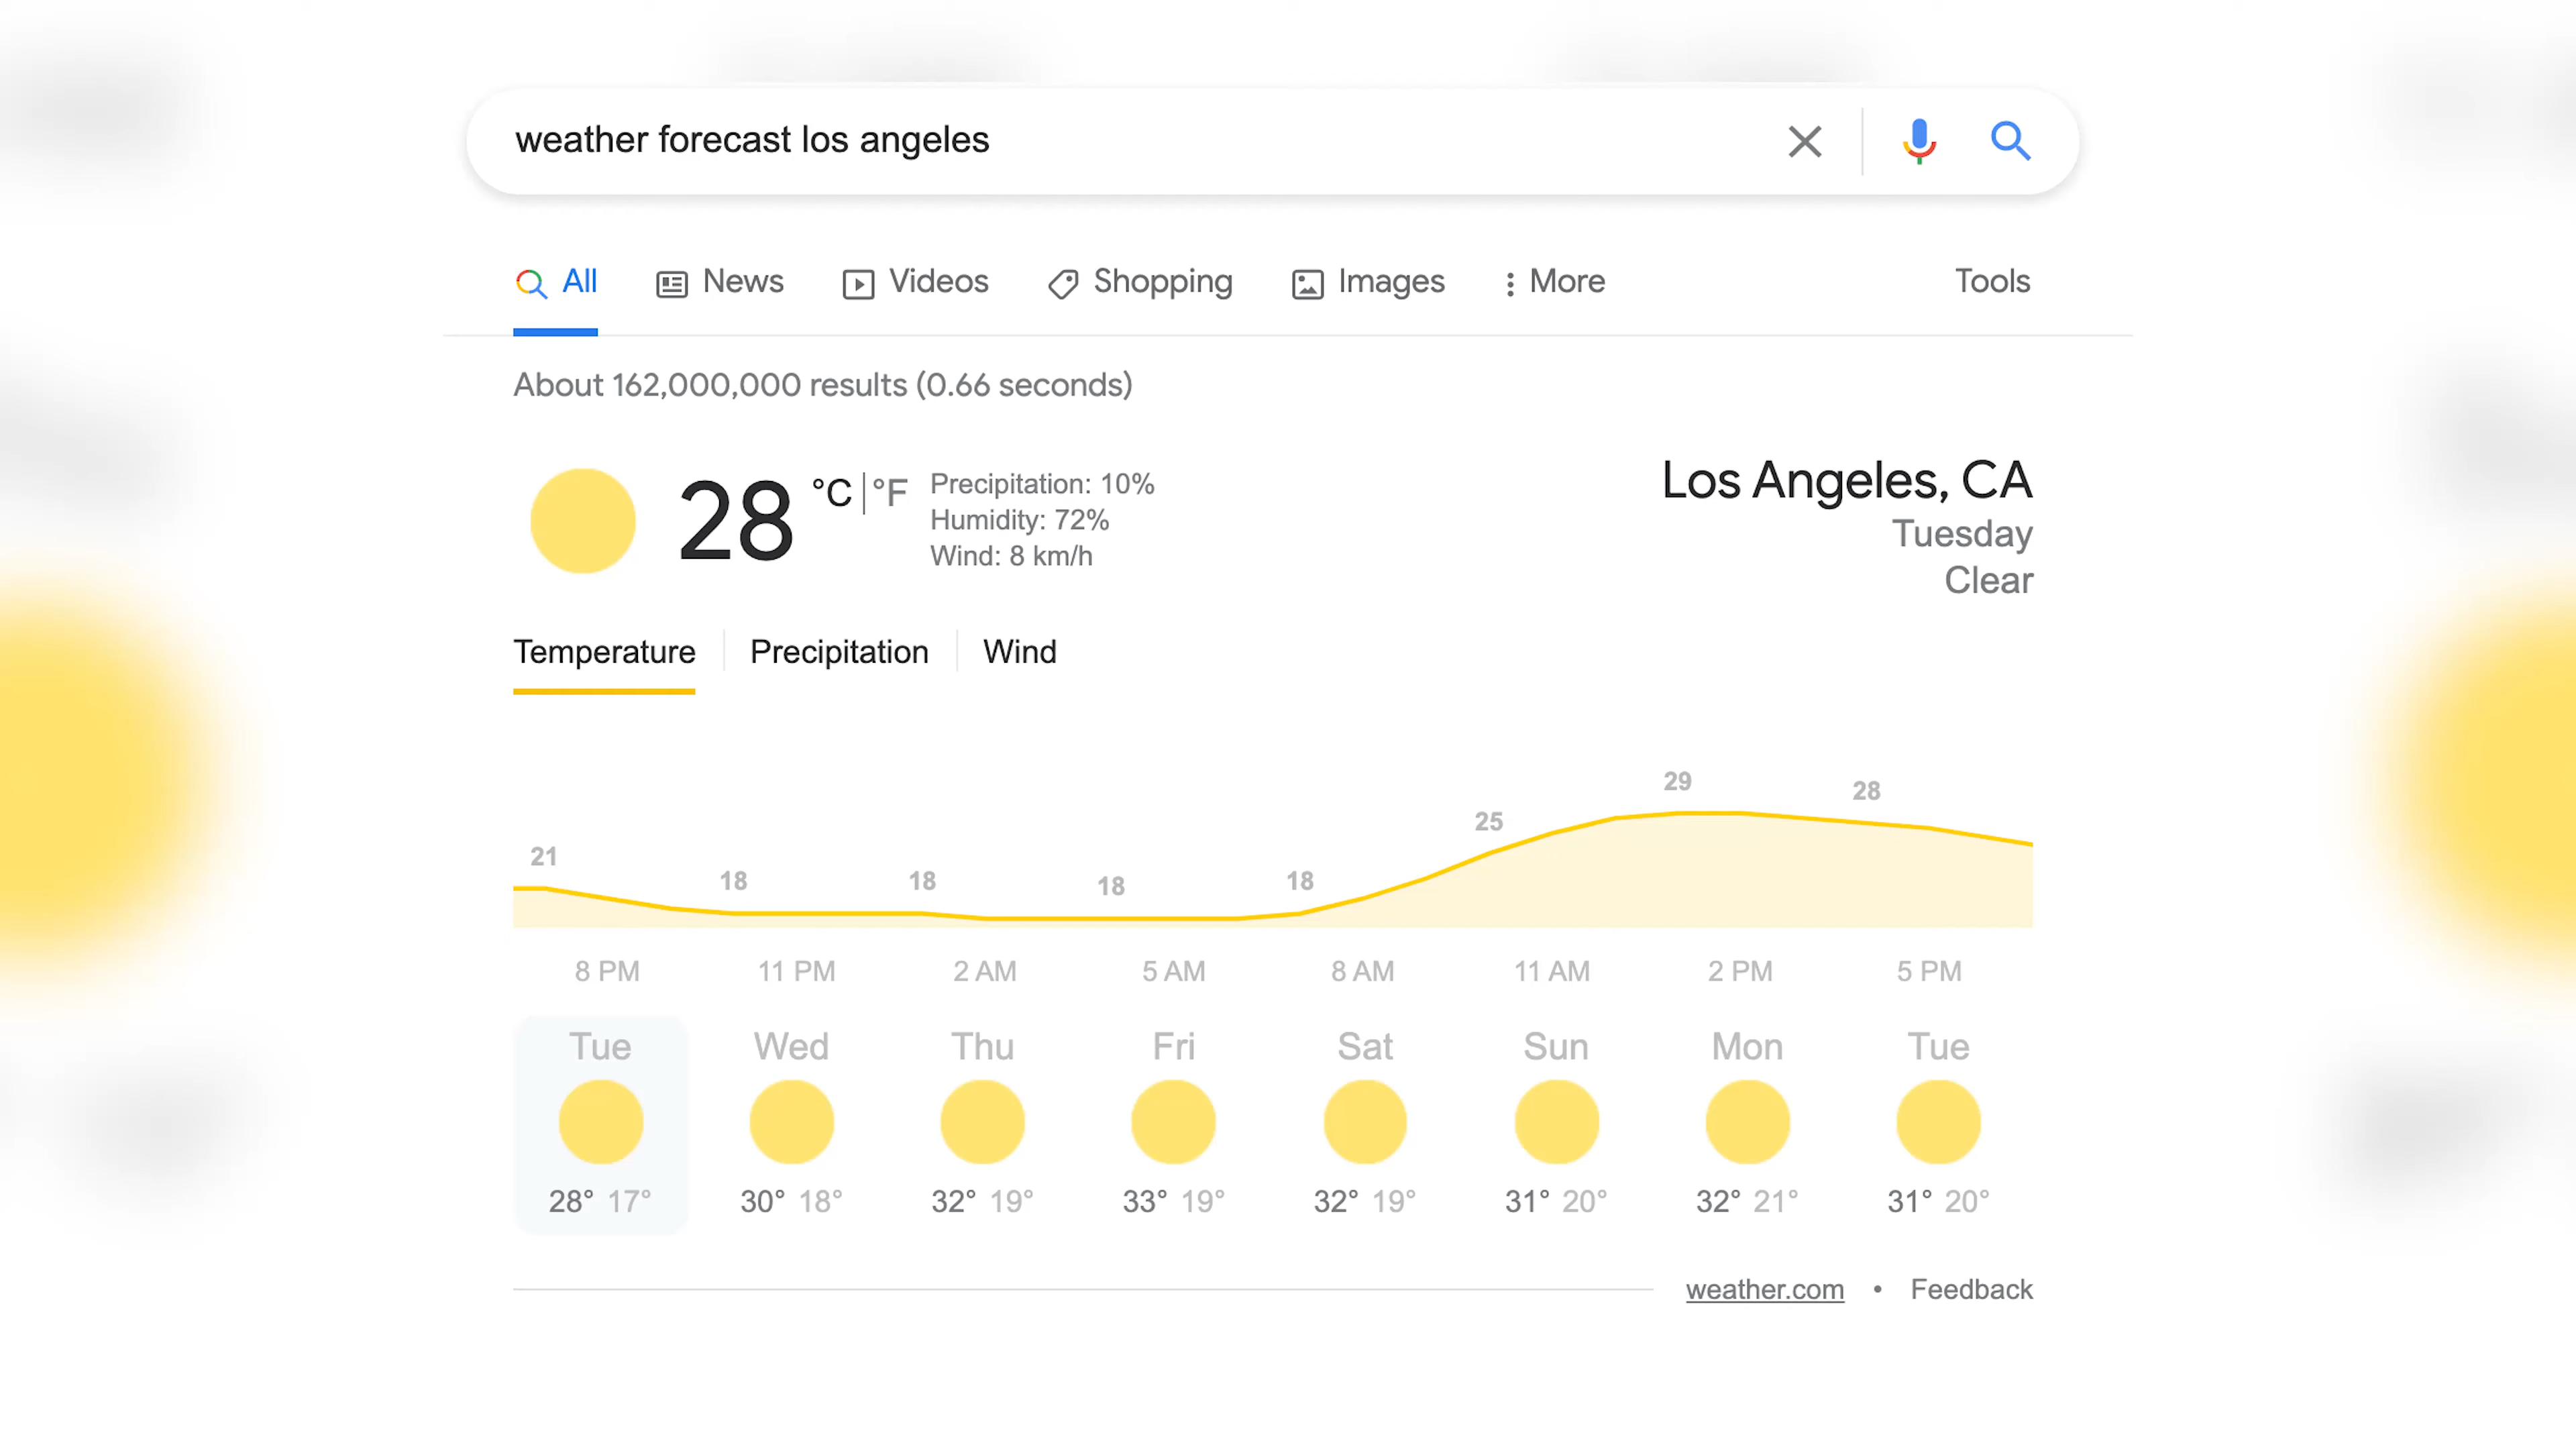 weather forecast los angeles
All News Videos Shopping Images More Tools
About 162,000,000 results (0.66 seconds)
28 °C | °F
Precipitation: 10%
Humidity: 72%
Wind: 8 km/h
Los Angeles, CA
Tuesday
Clear
Temperature Precipitation Wind
21 18 18 18 18 25 29 28
8 PM 11 PM 2 AM 5 AM 8 AM 11 AM 2 PM 5 PM
Tue Wed Thu Fri Sat Sun Mon Tue
28° 17° 30° 18° 32° 19° 33° 19° 32° 19° 31° 20° 32° 21° 31° 20°
weather.com • Feedback